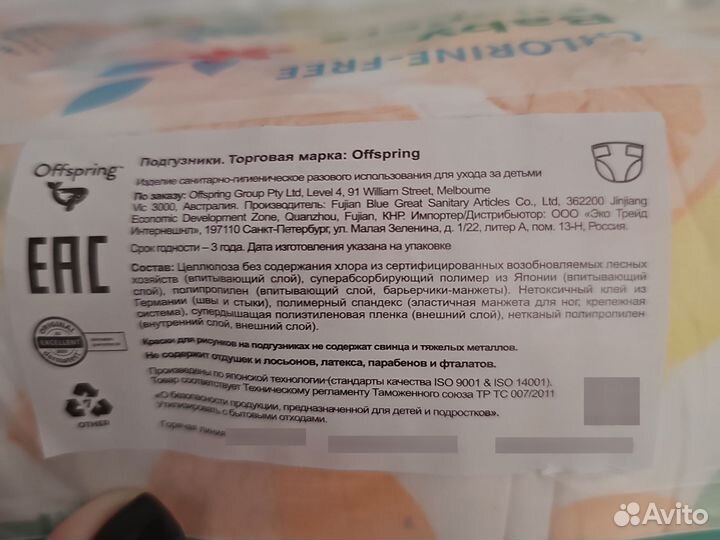 CHLORINE-FREE
Baby
Offspring™
Подгузники. Торговая марка: Offspring
Изделие санитарно-гигиеническое разового использования для ухода за детьми
По заказу: Offspring Group Pty Ltd, Level 4, 91 William Street, Melbourne
Vic 3000, Австралия. Производитель: Fujian Blue Great Sanitary Articles Co., Ltd, 362200 Jinjiang
Economic Development Zone, Quanzhou, Fujian, КНР. Импортер/Дистрибьютор: ООО «Эко Трейд
Интернешнл», 197110 Санкт-Петербург, ул. Малая Зеленина, д. 1/22, литер А, пом. 13-Н, Россия.
Срок годности – 3 года. Дата изготовления указана на упаковке
EAC
Состав: Целлюлоза без содержания хлора из сертифицированных возобновляемых лесных
хозяйств (впитывающий слой), суперабсорбирующий полимер из Японии (впитывающий
слой), полипропилен (впитывающий слой, барьерчики-манжеты). Нетоксичный клей из
Германии (швы и стыки), полимерный спандекс (эластичная манжета для ног, крепежная
система), супердышащая полиэтиленовая пленка (внешний слой), нетканый полипропилен
(внутренний слой, внешний слой).
ORIGINAL
EXCELLENT
Краски для рисунков на подгузниках не содержат свинца и тяжелых металлов.
Не содержит отдушек и лосьонов, латекса, парабенов и фталатов.
Произведены по японской технологии (стандарты качества ISO 9001 & ISO 14001).
Товар соответствует Техническому регламенту Таможенного союза ТР ТС 007/2011
«О безопасности продукции, предназначенной для детей и подростков».
Утилизировать с бытовыми отходами.
7
OTHER
Горячая линия
Avito